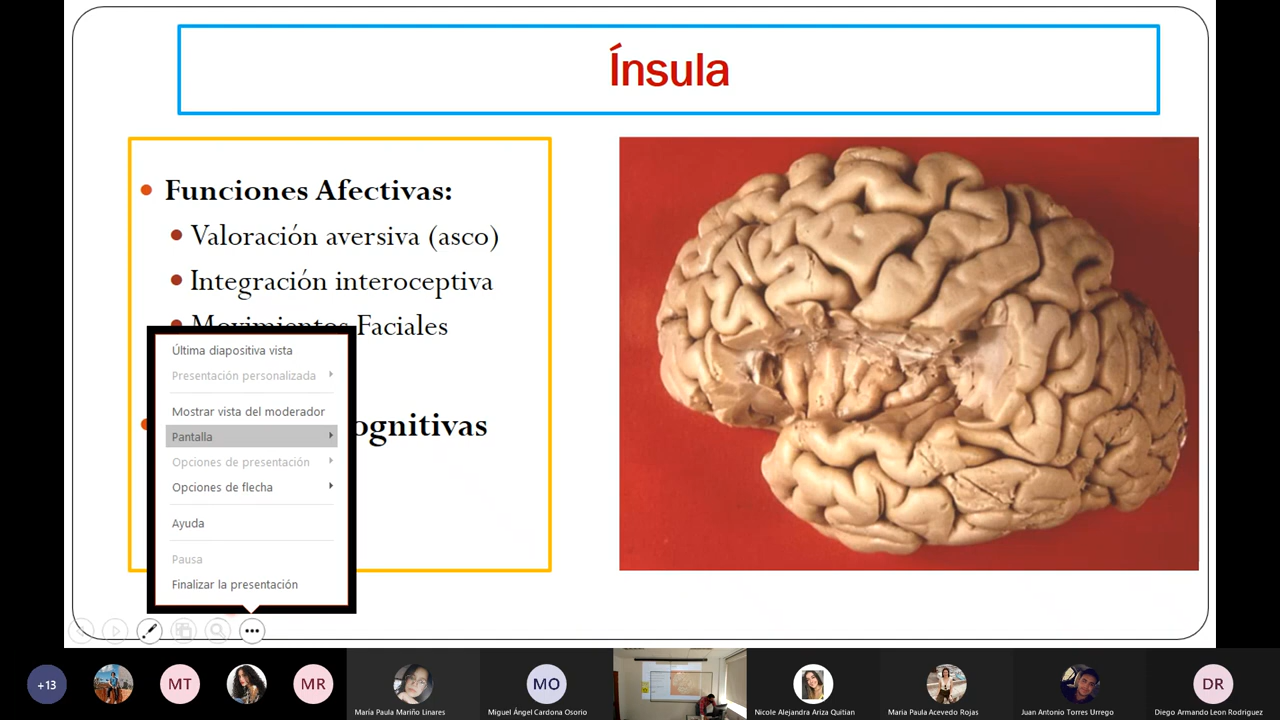 Ínsula
Funciones Afectivas:
Valoración aversiva (asco)
Integración interoceptiva
Movimientos Faciales
Última diapositiva vista
Presentación personalizada
Mostrar vista del moderador
Pantalla
ognitivas
Opciones de presentación
Opciones de flecha
Ayuda
Pausa
Finalizar la presentación
+13
MT
MR
MO
DR
María Paula Mariño Linares
Miguel Ángel Cardona Osorio
Nicole Alejandra Ariza Quitian
Maria Paula Acevedo Rojas
Juan Antonio Torres Urrego
Diego Armando Leon Rodriguez